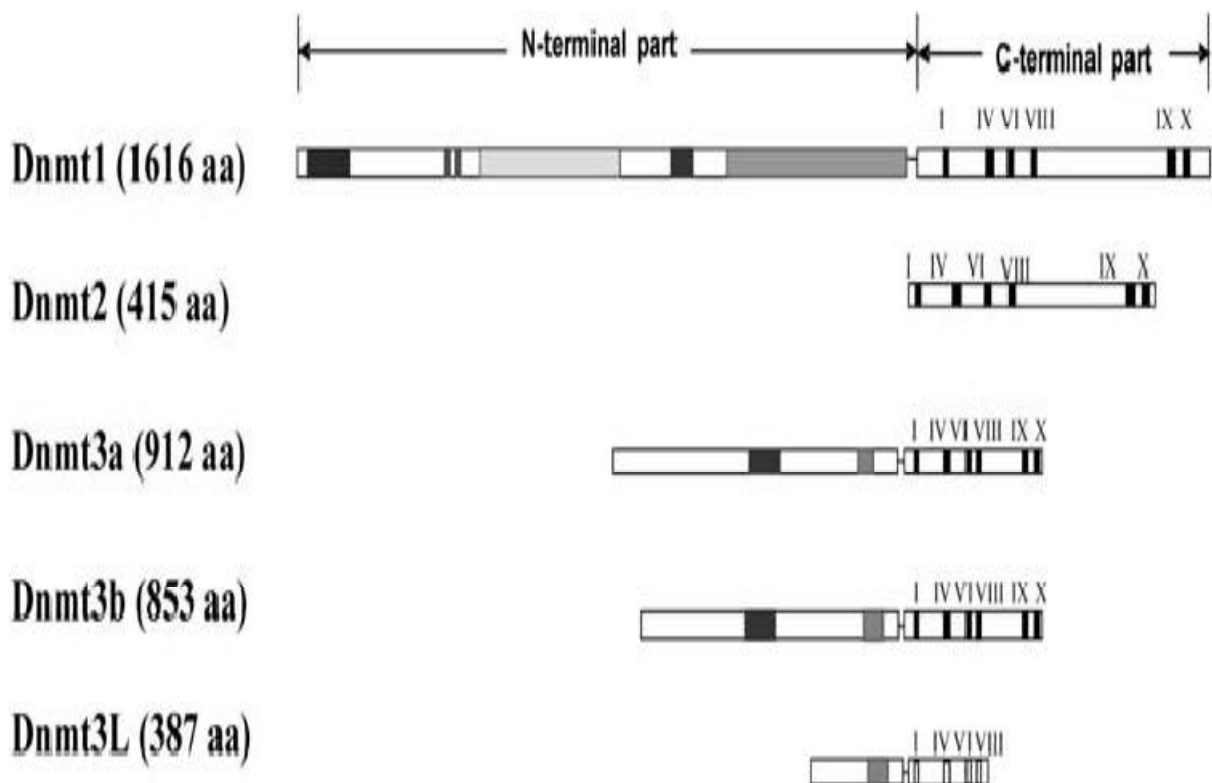 N-terminal part
C-terminal part
I IV VI VIII IX X
Dnmt1 (1616 aa)
I IV VI VIII IX X
Dnmt2 (415 aa)
I IV VI VIII IX X
Dnmt3a (912 aa)
I IV VI VIII IX X
Dnmt3b (853 aa)
I IV VI VIII
Dnmt3L (387 aa)